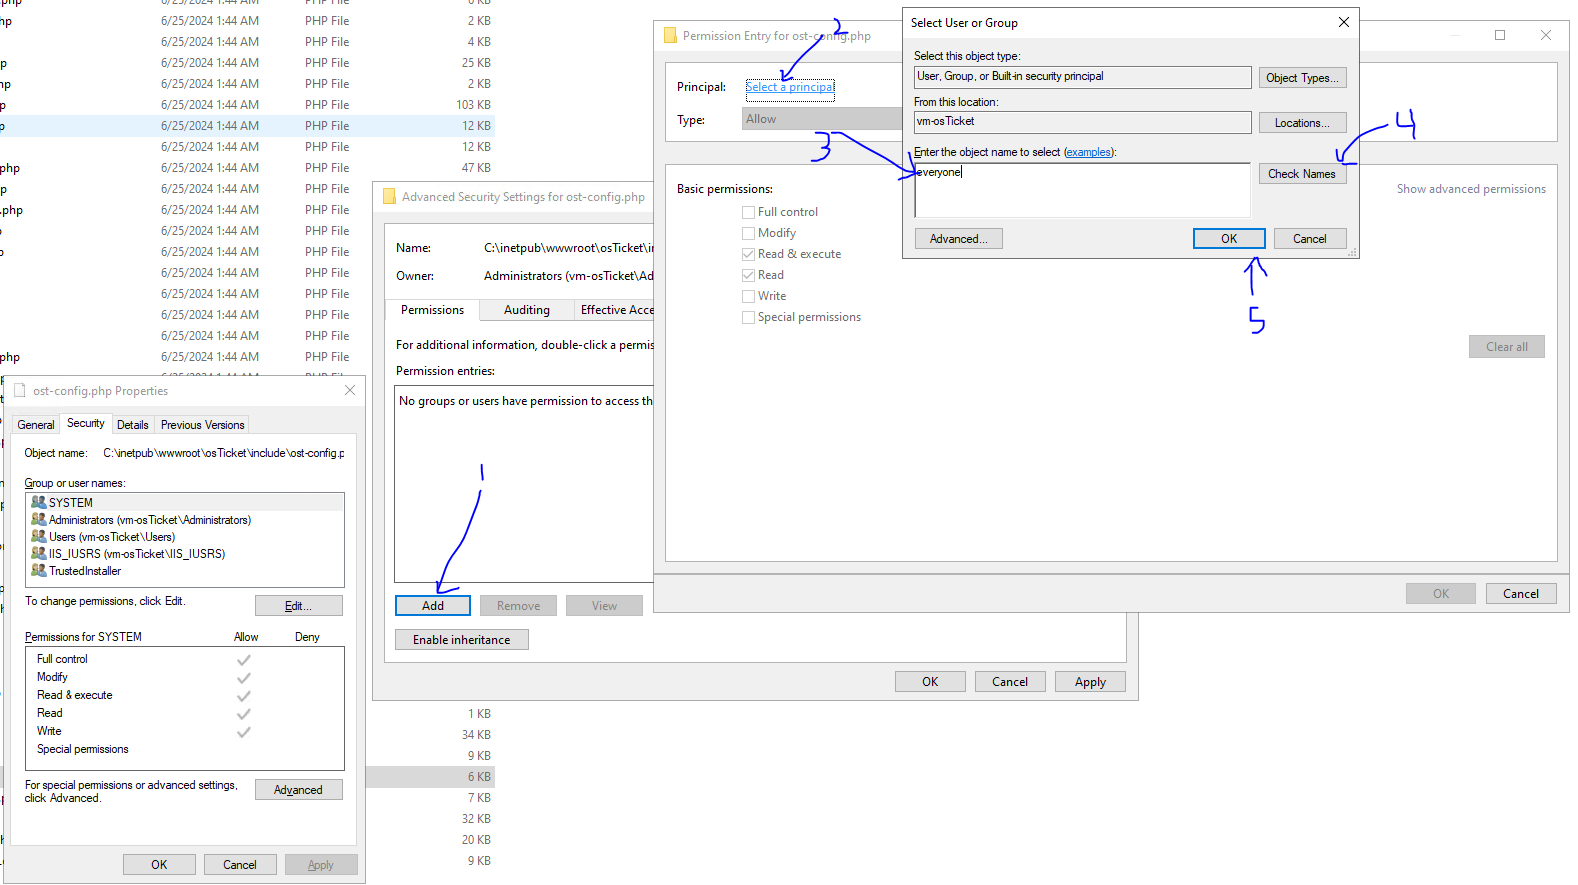 .php 6/25/2024 1:44 AM PHP File 6 KB
hp 6/25/2024 1:44 AM PHP File 2 KB
6/25/2024 1:44 AM PHP File 4 KB
p 6/25/2024 1:44 AM PHP File 25 KB
hp 6/25/2024 1:44 AM PHP File 2 KB
p 6/25/2024 1:44 AM PHP File 103 KB
p 6/25/2024 1:44 AM PHP File 12 KB
6/25/2024 1:44 AM PHP File 12 KB
.php 6/25/2024 1:44 AM PHP File 47 KB
p 6/25/2024 1:44 AM PHP File
.php 6/25/2024 1:44 AM PHP File
6/25/2024 1:44 AM PHP File
6/25/2024 1:44 AM PHP File
6/25/2024 1:44 AM PHP File
6/25/2024 1:44 AM PHP File
6/25/2024 1:44 AM PHP File
6/25/2024 1:44 AM PHP File
php 6/25/2024 1:44 AM PHP File
6/25/2024 1:44 AM PHP File
ost-config.php Properties
General Security Details Previous Versions
Object name: C:\inetpub\wwwroot\osTicket\include\ost-config.p
Group or user names:
SYSTEM
Administrators (vm-osTicket\Administrators)
Users (vm-osTicket\Users)
IIS_IUSRS (vm-osTicket\IIS_IUSRS)
TrustedInstaller
To change permissions, click Edit.
Edit...
Permissions for SYSTEM Allow Deny
Full control
Modify
Read & execute
Read
Write
Special permissions
For special permissions or advanced settings,
click Advanced.
Advanced
OK Cancel Apply
1 KB
34 KB
9 KB
6 KB
7 KB
32 KB
20 KB
9 KB
Advanced Security Settings for ost-config.php
Name: C:\inetpub\wwwroot\osTicket\i
Owner: Administrators (vm-osTicket\Ad
Permissions Auditing Effective Acce
For additional information, double-click a permis
Permission entries:
No groups or users have permission to access th
1
Add Remove View
Enable inheritance
OK Cancel Apply
Permission Entry for ost-config.php
2
Principal: Select a principal
Type: Allow
3
Basic permissions:
Show advanced permissions
Full control
Modify
Read & execute
Read
Write
Special permissions
Clear all
OK Cancel
Select User or Group
Select this object type:
User, Group, or Built-in security principal Object Types...
From this location:
vm-osTicket Locations...
4
Enter the object name to select (examples):
everyone Check Names
Advanced... OK Cancel
5